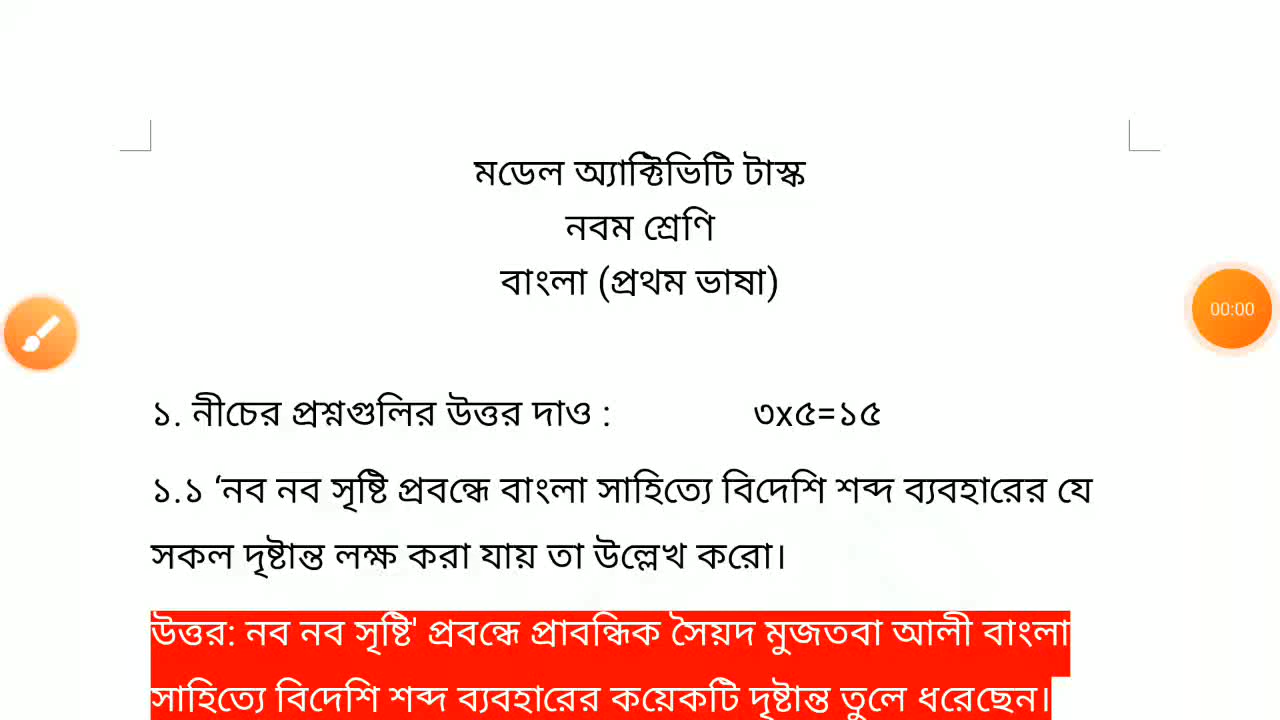 মডেল অ্যাক্টিভিটি টাস্ক
নবম শ্রেণি
বাংলা (প্রথম ভাষা)
00:00
১. নীচের প্রশ্নগুলির উত্তর দাও : ৩x৫=১৫
১.১ ‘নব নব সৃষ্টি প্রবন্ধে বাংলা সাহিত্যে বিদেশি শব্দ ব্যবহারের যে
সকল দৃষ্টান্ত লক্ষ করা যায় তা উল্লেখ করো।
উত্তর: নব নব সৃষ্টি' প্রবন্ধে প্রাবন্ধিক সৈয়দ মুজতবা আলী বাংলা
সাহিত্যে বিদেশি শব্দ ব্যবহারের কয়েকটি দৃষ্টান্ত তুলে ধরেছেন।